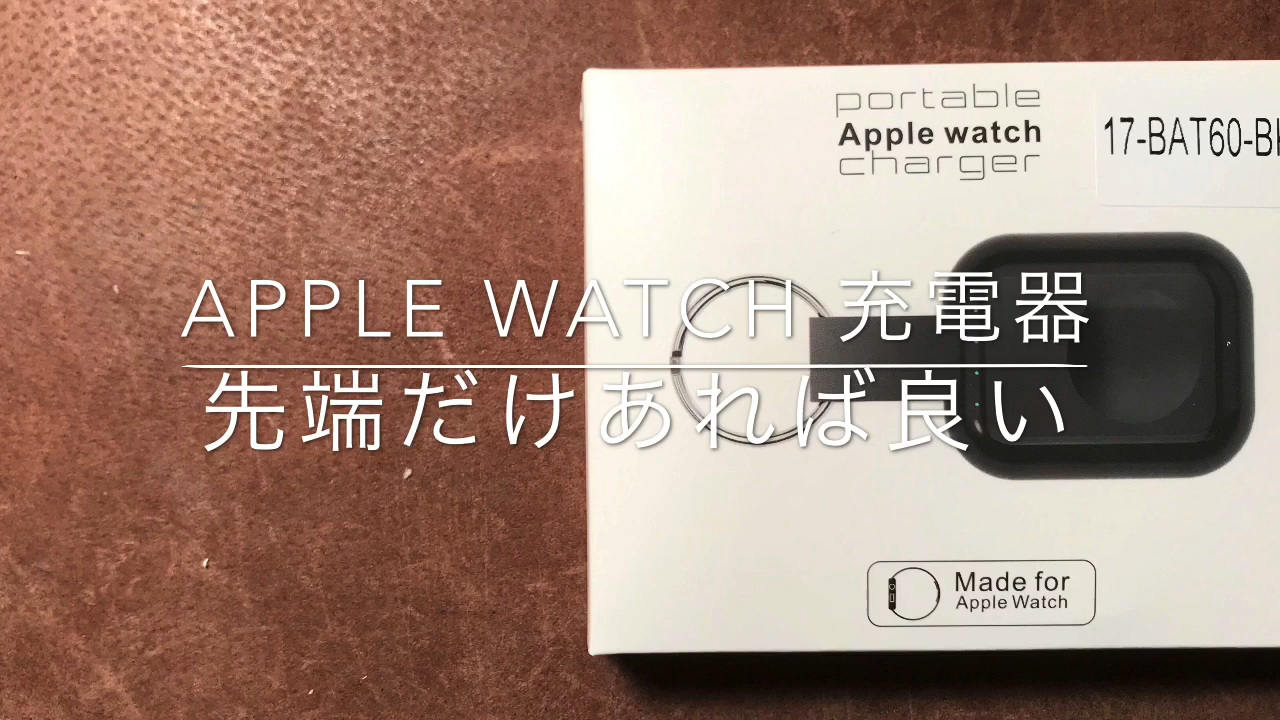 portable
Apple watch
charger
17-BAT60-B
APPLE WATCH 充電器
先端だけあれば良い
Made for
Apple Watch